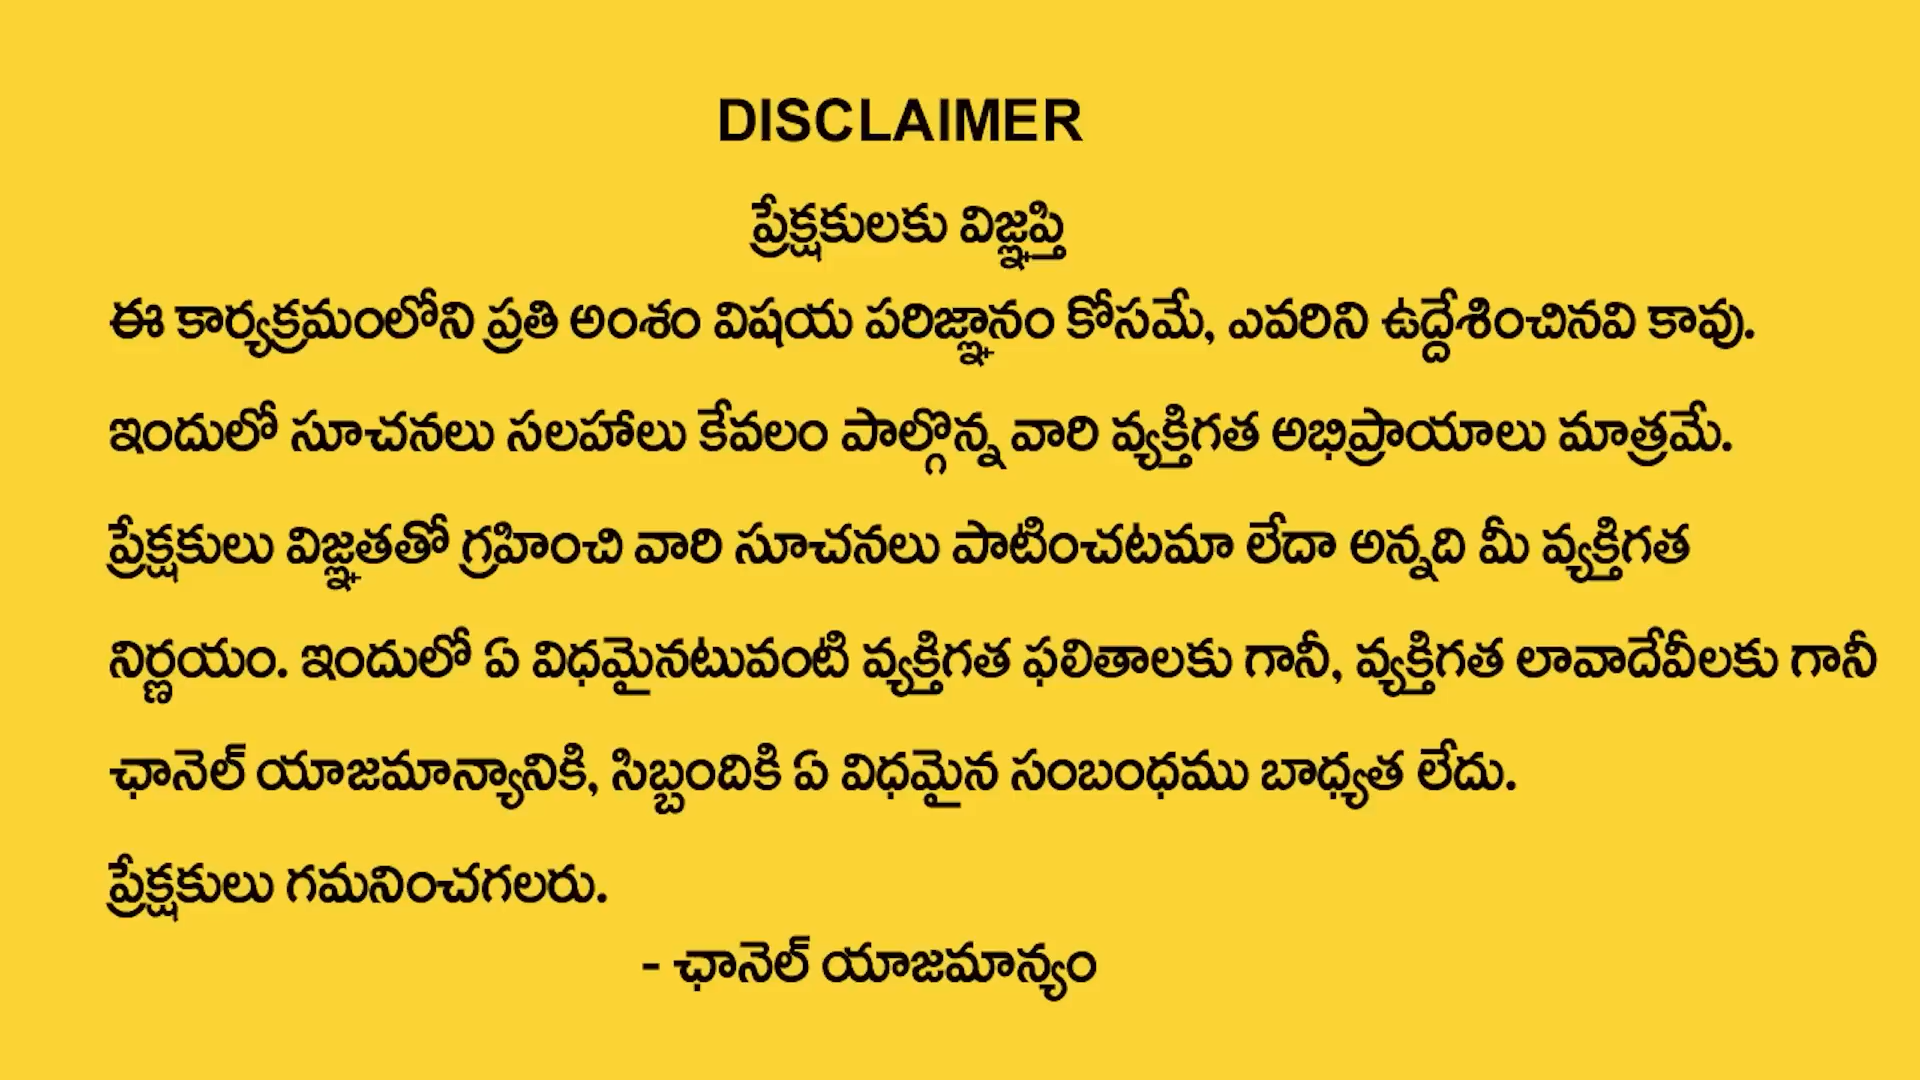 DISCLAIMER
ప్రేక్షకులకు విజ్ఞప్తి
ఈ కార్యక్రమంలోని ప్రతి అంశం విషయ పరిజ్ఞానం కోసమే, ఎవరిని ఉద్దేశించినవి కావు.
ఇందులో సూచనలు సలహాలు కేవలం పాల్గొన్న వారి వ్యక్తిగత అభిప్రాయాలు మాత్రమే.
ప్రేక్షకులు విజ్ఞతతో గ్రహించి వారి సూచనలు పాటించటమా లేదా అన్నది మీ వ్యక్తిగత
నిర్ణయం. ఇందులో ఏ విధమైనటువంటి వ్యక్తిగత ఫలితాలకు గానీ, వ్యక్తిగత లావాదేవీలకు గానీ
ఛానెల్ యాజమాన్యానికి, సిబ్బందికి ఏ విధమైన సంబంధము బాధ్యత లేదు.
ప్రేక్షకులు గమనించగలరు.
- ఛానెల్ యాజమాన్యం